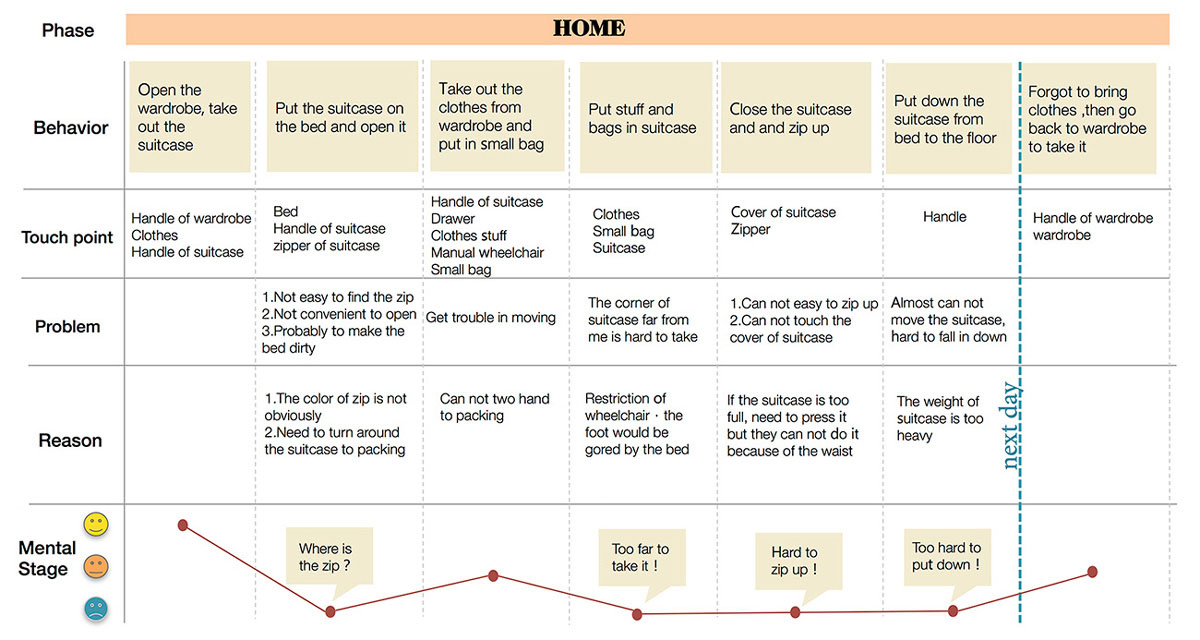 Phase
HOME
Behavior
Open the
wardrobe, take
out the
suitcase
Put the suitcase on
the bed and open it
Take out the
clothes from
wardrobe and
put in small bag
Put stuff and
bags in suitcase
Close the suitcase
and and zip up
Put down the
suitcase from
bed to the floor
Forgot to bring
clothes ,then go
back to wardrobe
to take it
Touch point
Handle of wardrobe
Clothes
Handle of suitcase
Bed
Handle of suitcase
zipper of suitcase
Handle of suitcase
Drawer
Clothes stuff
Manual wheelchair
Small bag
Clothes
Small bag
Suitcase
Cover of suitcase
Zipper
Handle
Handle of wardrobe
wardrobe
Problem
1.Not easy to find the zip
2.Not convenient to open
3.Probably to make the
bed dirty
Get trouble in moving
The corner of
suitcase far from
me is hard to take
1.Can not easy to zip up
2.Can not touch the
cover of suitcase
Almost can not
move the suitcase,
hard to fall in down
Reason
1.The color of zip is not
obviously
2.Need to turn around
the suitcase to packing
Can not two hand
to packing
Restriction of
wheelchair · the
foot would be
gored by the bed
If the suitcase is too
full, need to press it
but they can not do it
because of the waist
The weight of
suitcase is too
heavy
next day
Mental
Stage
Where is
the zip ?
Too far to
take it !
Hard to
zip up !
Too hard to
put down !